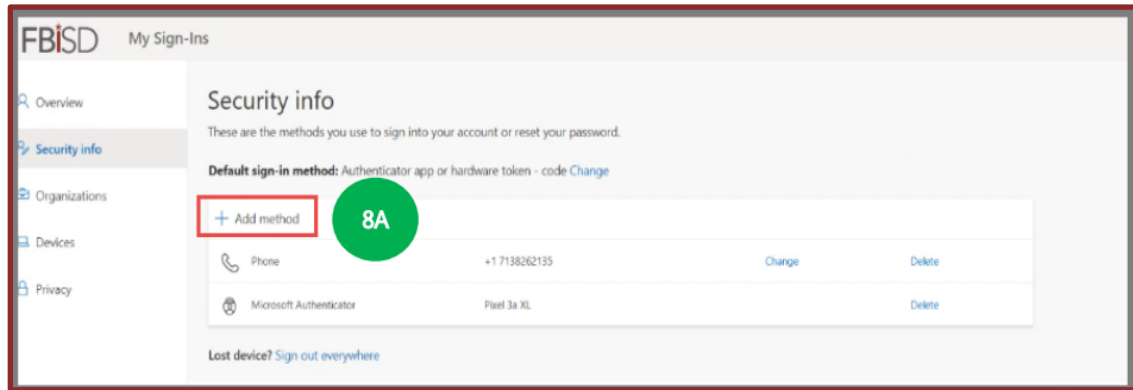 FBiSD My Sign-Ins
Overview
Security info
Organizations
Devices
Privacy
Security info
These are the methods you use to sign into your account or reset your password.
Default sign-in method: Authenticator app or hardware token - code Change
+ Add method
8A
Phone +1 7138262135 Change Delete
Microsoft Authenticator Pixel 3a XL Delete
Lost device? Sign out everywhere